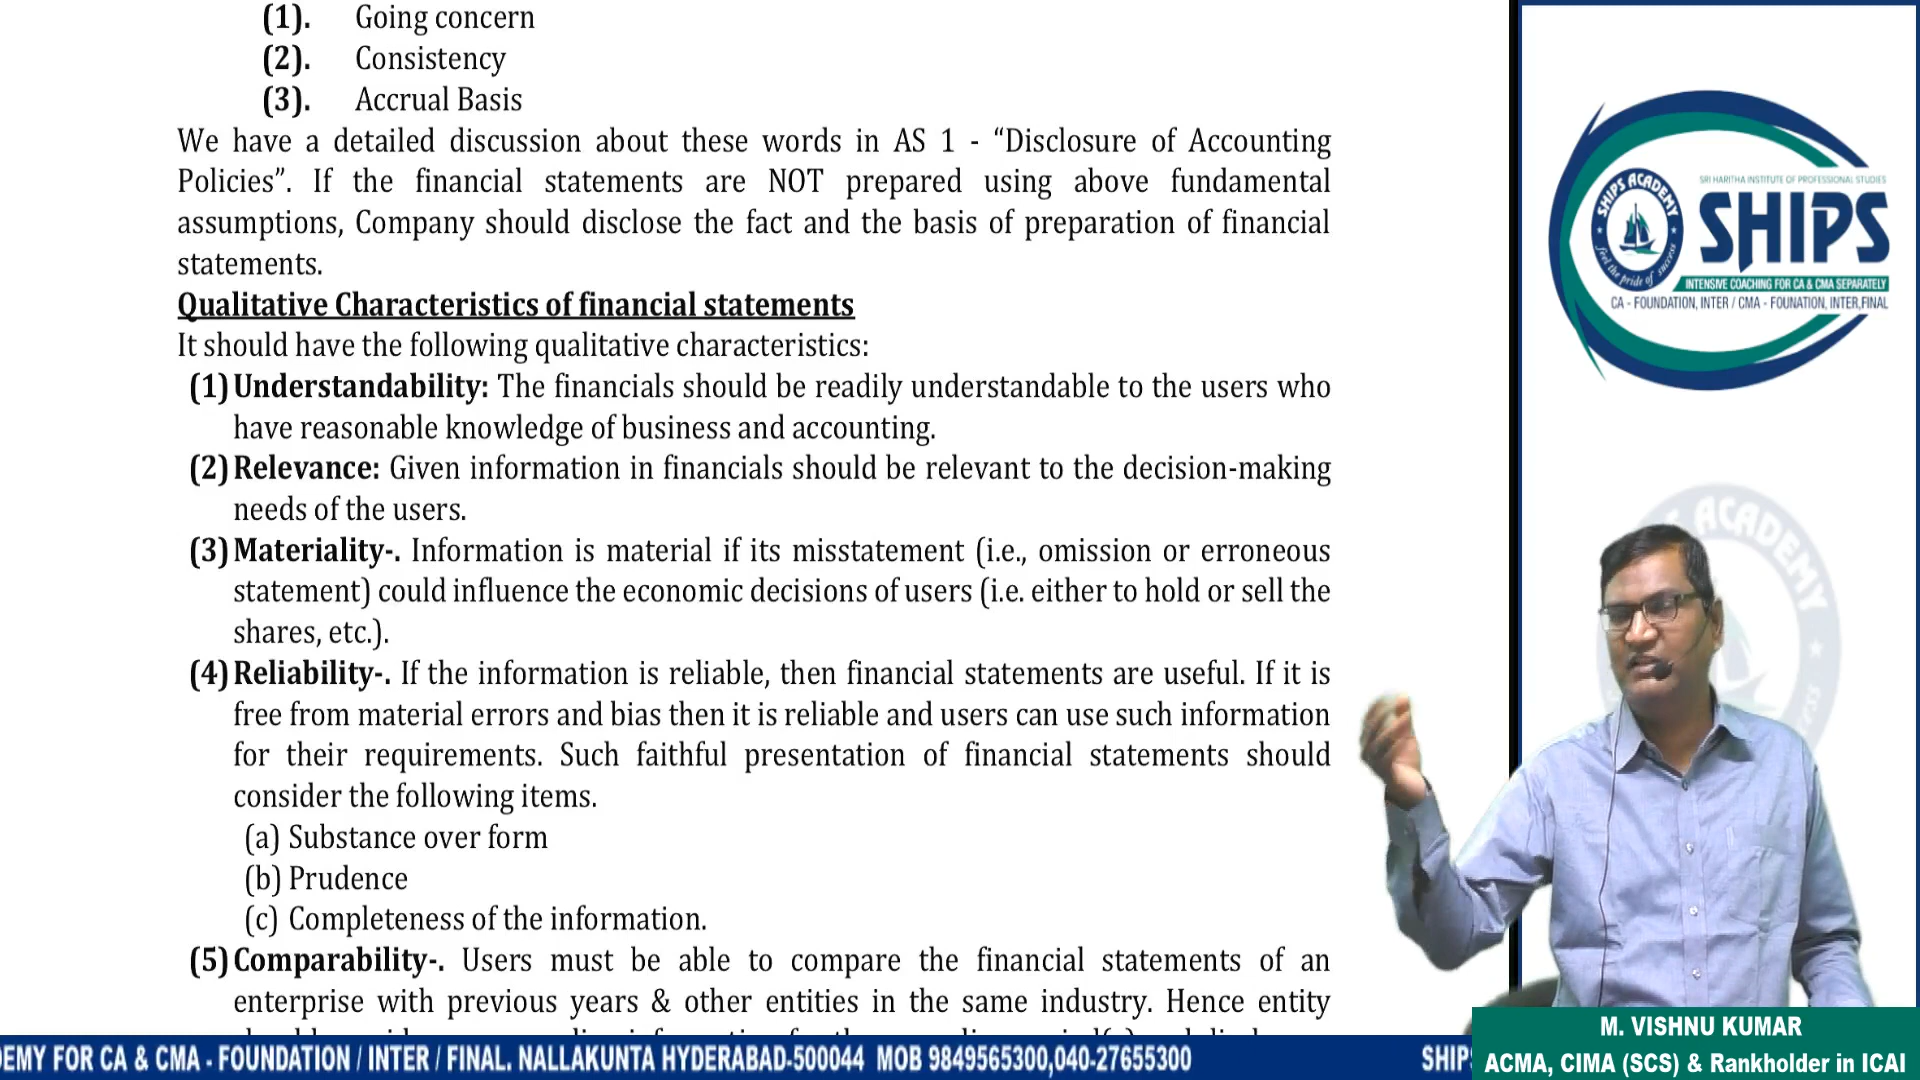 (1). Going concern
(2). Consistency
(3). Accrual Basis
We have a detailed discussion about these words in AS 1 - “Disclosure of Accounting
Policies”. If the financial statements are NOT prepared using above fundamental
assumptions, Company should disclose the fact and the basis of preparation of financial
statements.
Qualitative Characteristics of financial statements
It should have the following qualitative characteristics:
(1) Understandability: The financials should be readily understandable to the users who
have reasonable knowledge of business and accounting.
(2) Relevance: Given information in financials should be relevant to the decision-making
needs of the users.
(3) Materiality-. Information is material if its misstatement (i.e., omission or erroneous
statement) could influence the economic decisions of users (i.e. either to hold or sell the
shares, etc.).
(4) Reliability-. If the information is reliable, then financial statements are useful. If it is
free from material errors and bias then it is reliable and users can use such information
for their requirements. Such faithful presentation of financial statements should
consider the following items.
(a) Substance over form
(b) Prudence
(c) Completeness of the information.
(5) Comparability-. Users must be able to compare the financial statements of an
enterprise with previous years & other entities in the same industry. Hence entity
SRI HARITHA INSTITUTE OF PROFESSIONAL STUDIES
SHIPS ACADEMY
feel the pride of success
SHIPS
INTENSIVE COACHING FOR CA & CMA SEPARATELY
CA - FOUNDATION, INTER / CMA - FOUNATION, INTER,FINAL
ACADEMY
M. VISHNU KUMAR
ACMA, CIMA (SCS) & Rankholder in ICAI
DEMY FOR CA & CMA - FOUNDATION / INTER / FINAL. NALLAKUNTA HYDERABAD-500044 MOB 9849565300,040-27655300
SHIPS